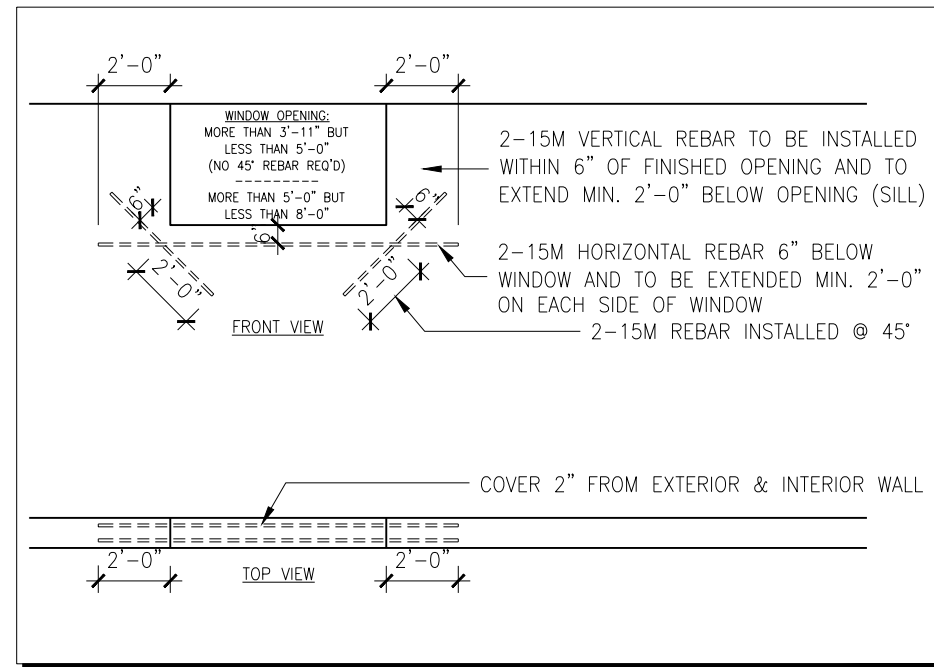 2'-0"
2'-0"
WINDOW OPENING:
MORE THAN 3'-11" BUT
LESS THAN 5'-0"
(NO 45° REBAR REQ'D)
----------
MORE THAN 5'-0" BUT
LESS THAN 8'-0"
2-15M VERTICAL REBAR TO BE INSTALLED
WITHIN 6" OF FINISHED OPENING AND TO
EXTEND MIN. 2'-0" BELOW OPENING (SILL)
6"
6"
6"
2'-0"
2'-0"
2-15M HORIZONTAL REBAR 6" BELOW
WINDOW AND TO BE EXTENDED MIN. 2'-0"
ON EACH SIDE OF WINDOW
FRONT VIEW
2-15M REBAR INSTALLED @ 45°
COVER 2" FROM EXTERIOR & INTERIOR WALL
2'-0"
2'-0"
TOP VIEW